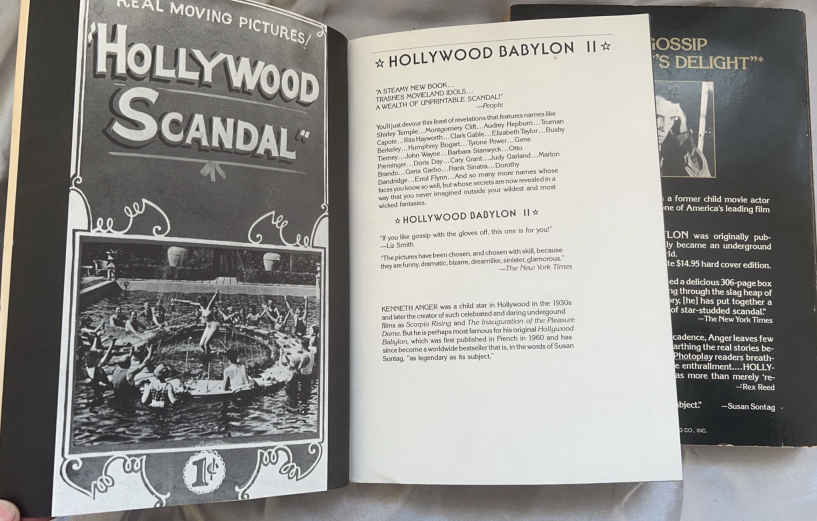 REAL MOVING PICTURES!
"HOLLYWOOD
SCANDAL"
1¢
☆ HOLLYWOOD BABYLON II ☆
"A STEAMY NEW BOOK...
TRASHES MOVIELAND IDOLS...
A WEALTH OF UNPRINTABLE SCANDAL!"
—People
You'll just devour this feast of revelations that features names like
Shirley Temple...Montgomery Clift...Audrey Hepburn...Truman
Capote...Rita Hayworth...Clark Gable...Elizabeth Taylor...Busby
Berkeley...Humphrey Bogart...Tyrone Power...Gene
Tierney...John Wayne...Barbara Stanwyck...Otto
Preminger...Doris Day...Cary Grant...Judy Garland...Marlon
Brando...Greta Garbo...Frank Sinatra...Dorothy
Dandridge...Errol Flynn...And so many more names whose
faces you know so well, but whose secrets are now revealed in a
way that you never imagined outside your wildest and most
wicked fantasies.
☆ HOLLYWOOD BABYLON II ☆
"If you like gossip with the gloves off, this one is for you!"
—Liz Smith
"The pictures have been chosen, and chosen with skill, because
they are funny, dramatic, bizarre, dreamlike, sinister, glamorous."
—The New York Times
KENNETH ANGER was a child star in Hollywood in the 1930s
and later the creator of such celebrated and daring underground
films as Scorpio Rising and The Inauguration of the Pleasure
Dome. But he is perhaps most famous for his original Hollywood
Babylon, which was first published in French in 1960 and has
since become a worldwide bestseller that is, in the words of Susan
Sontag, "as legendary as its subject."
GOSSIP
'S DELIGHT"*
a former child movie actor
one of America's leading film
LON was originally pub-
ly became an underground
ld.
te $14.95 hard cover edition.
ed a delicious 306-page box
ng through the slag heap of
ory, [he] has put together a
of star-studded scandal."
—The New York Times
cadence, Anger leaves few
arthing the real stories be-
Photoplay readers breath-
e enthrallment....HOLLY-
as more than merely 're-
—Rex Reed
bject."
—Susan Sontag
CO., INC.